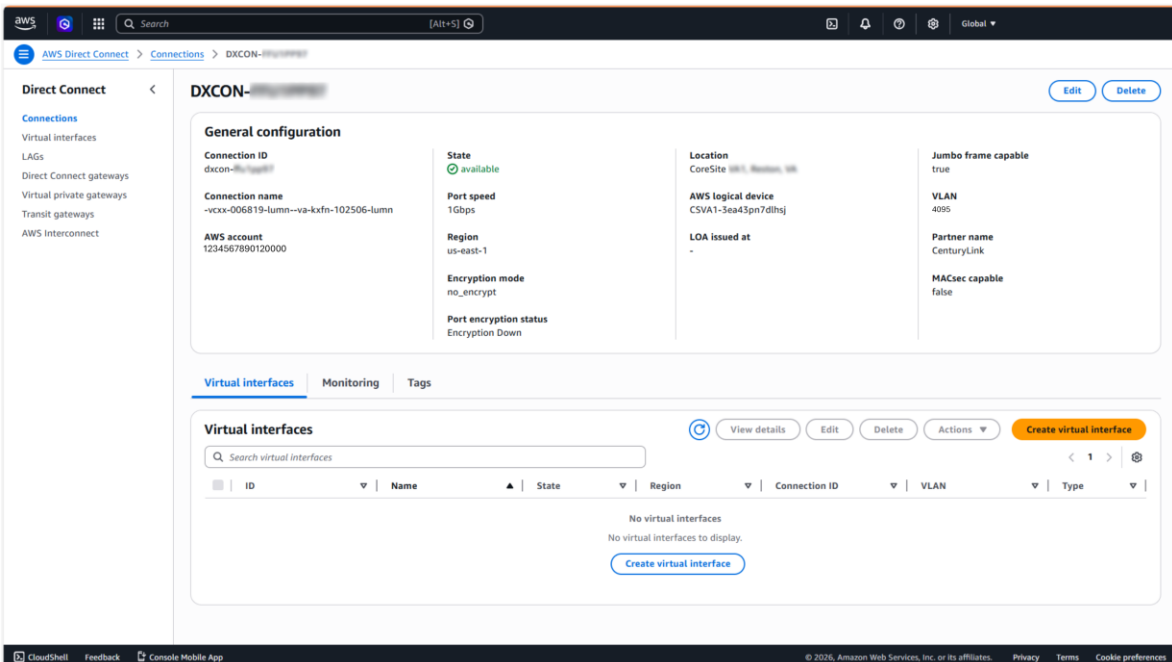 aws
Search [Alt+S]
Global
AWS Direct Connect > Connections > DXCON-
Direct Connect
Connections
Virtual interfaces
LAGs
Direct Connect gateways
Virtual private gateways
Transit gateways
AWS Interconnect
DXCON-
Edit
Delete
General configuration
Connection ID
dxcon-
Connection name
-vcxx-006819-lumn--va-kxfn-102506-lumn
AWS account
1234567890120000
State
available
Port speed
1Gbps
Region
us-east-1
Encryption mode
no_encrypt
Port encryption status
Encryption Down
Location
CoreSite
AWS logical device
CSVA1-3ea43pn7dlhsj
LOA issued at
-
Jumbo frame capable
true
VLAN
4095
Partner name
CenturyLink
MACsec capable
false
Virtual interfaces
Monitoring
Tags
Virtual interfaces
View details
Edit
Delete
Actions
Create virtual interface
Search virtual interfaces
< 1 >
ID Name State Region Connection ID VLAN Type
No virtual interfaces
No virtual interfaces to display.
Create virtual interface
CloudShell Feedback Console Mobile App
© 2026, Amazon Web Services, Inc. or its affiliates. Privacy Terms Cookie preferences